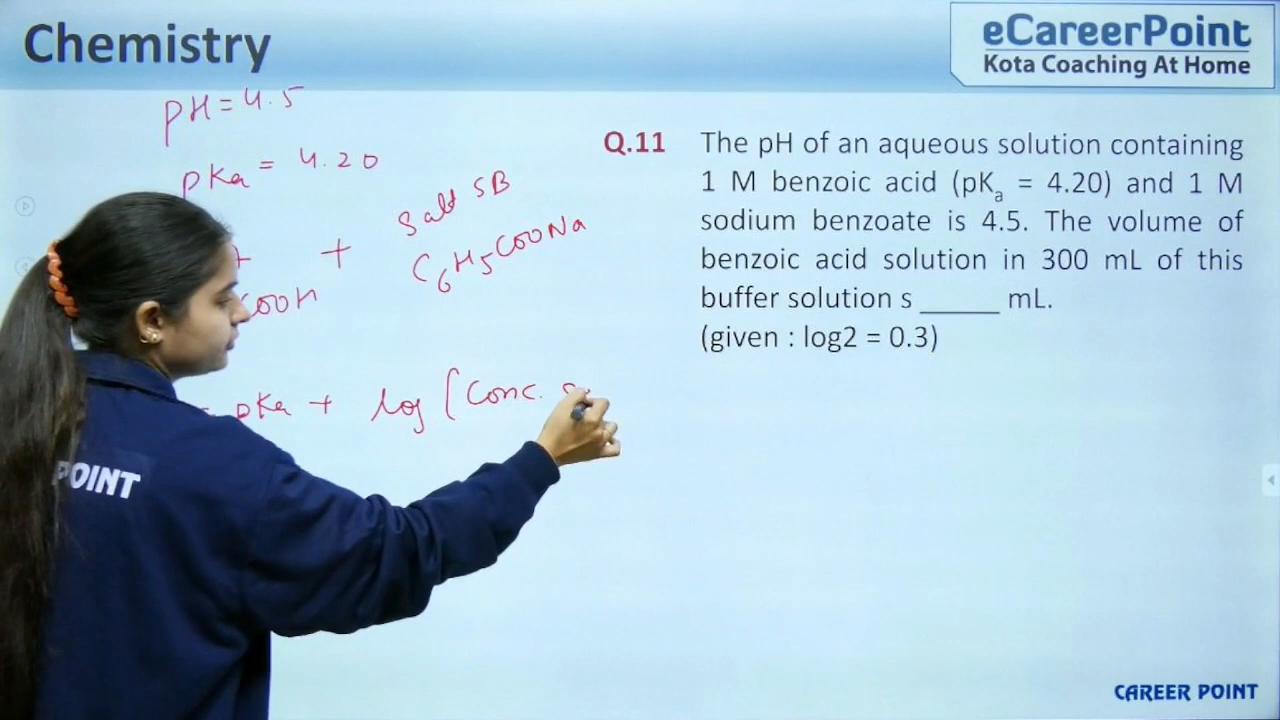 Chemistry
eCareerPoint
Kota Coaching At Home
pH = 4.5
pKa = 4.20
+ Salt SB
COOH C6H5COONa
= pKa + log (Conc.
Q.11 The pH of an aqueous solution containing
1 M benzoic acid (pKa = 4.20) and 1 M
sodium benzoate is 4.5. The volume of
benzoic acid solution in 300 mL of this
buffer solution s ______ mL.
(given : log2 = 0.3)
POINT
CAREER POINT